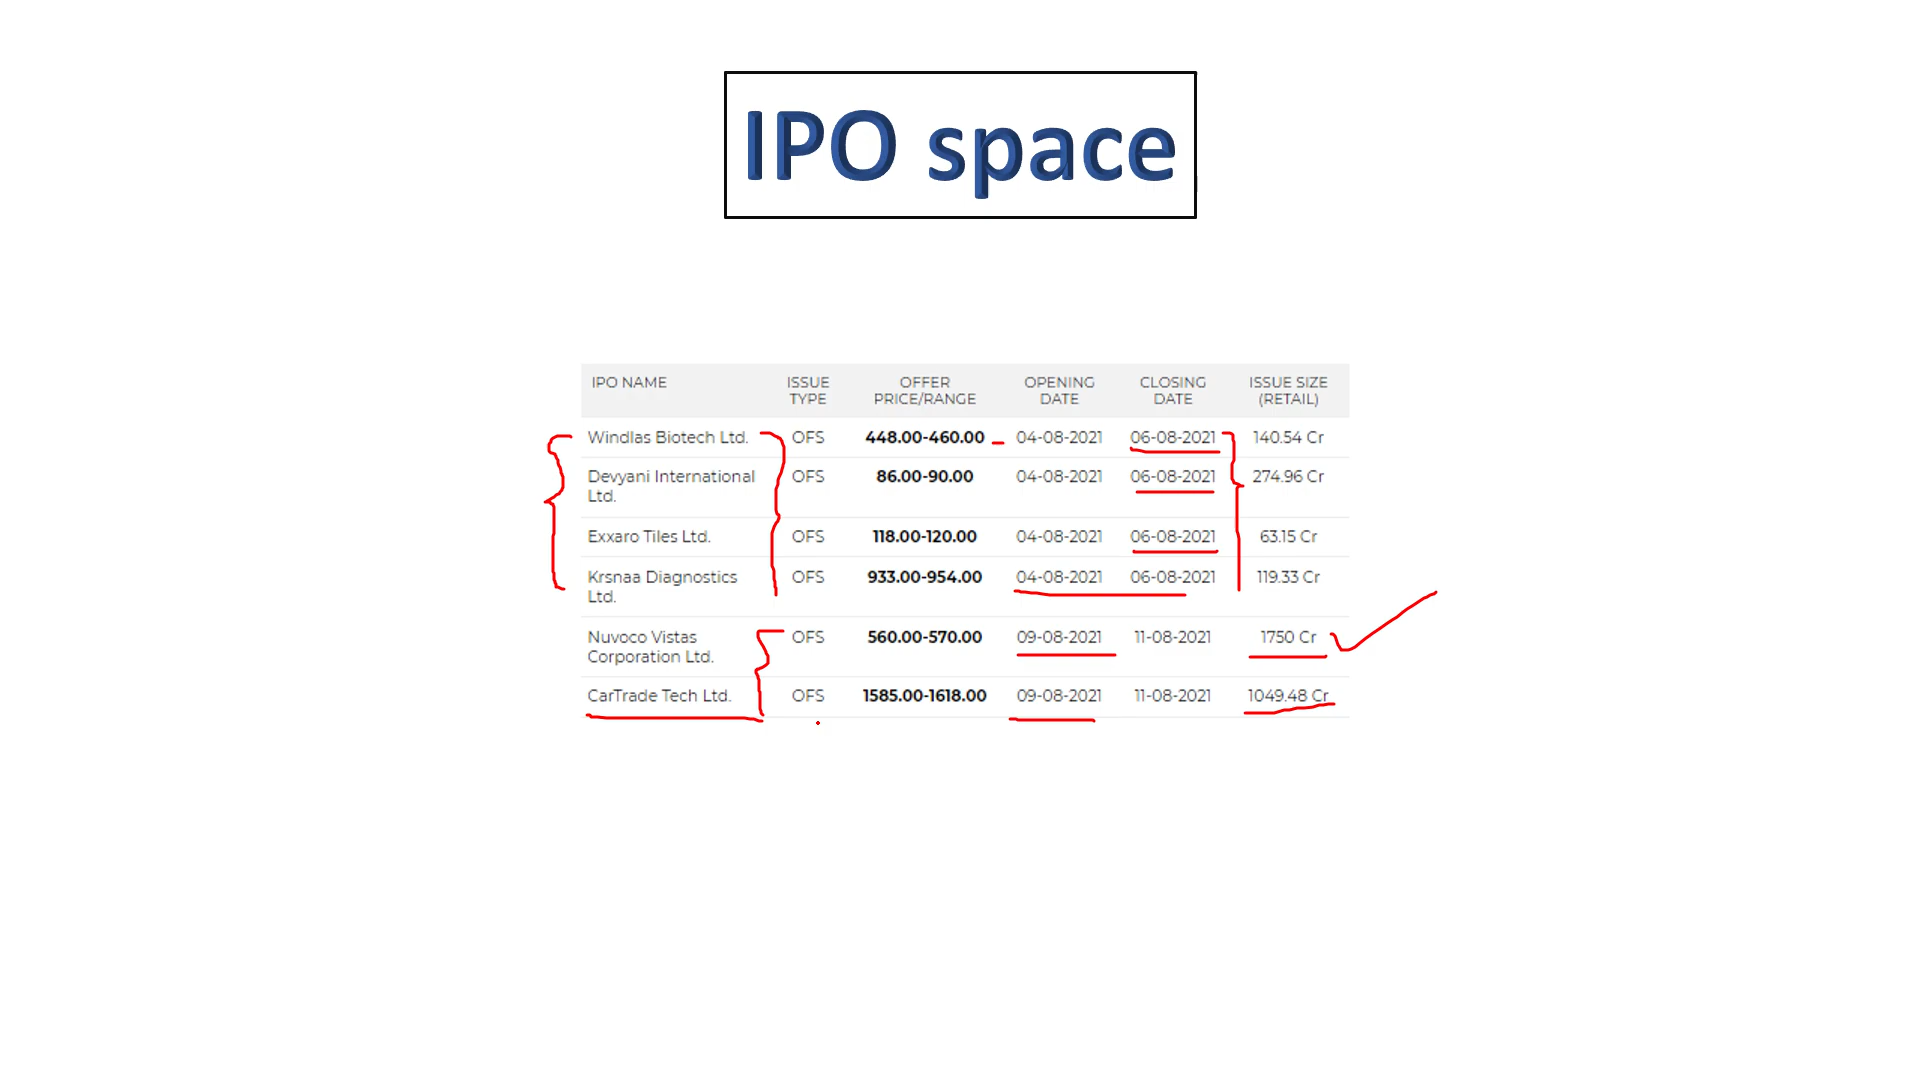 IPO space
IPO NAME ISSUE TYPE OFFER PRICE/RANGE OPENING DATE CLOSING DATE ISSUE SIZE (RETAIL)
Windlas Biotech Ltd. OFS 448.00-460.00 04-08-2021 06-08-2021 140.54 Cr
Devyani International Ltd. OFS 86.00-90.00 04-08-2021 06-08-2021 274.96 Cr
Exxaro Tiles Ltd. OFS 118.00-120.00 04-08-2021 06-08-2021 63.15 Cr
Krsnaa Diagnostics Ltd. OFS 933.00-954.00 04-08-2021 06-08-2021 119.33 Cr
Nuvoco Vistas Corporation Ltd. OFS 560.00-570.00 09-08-2021 11-08-2021 1750 Cr
CarTrade Tech Ltd. OFS 1585.00-1618.00 09-08-2021 11-08-2021 1049.48 Cr